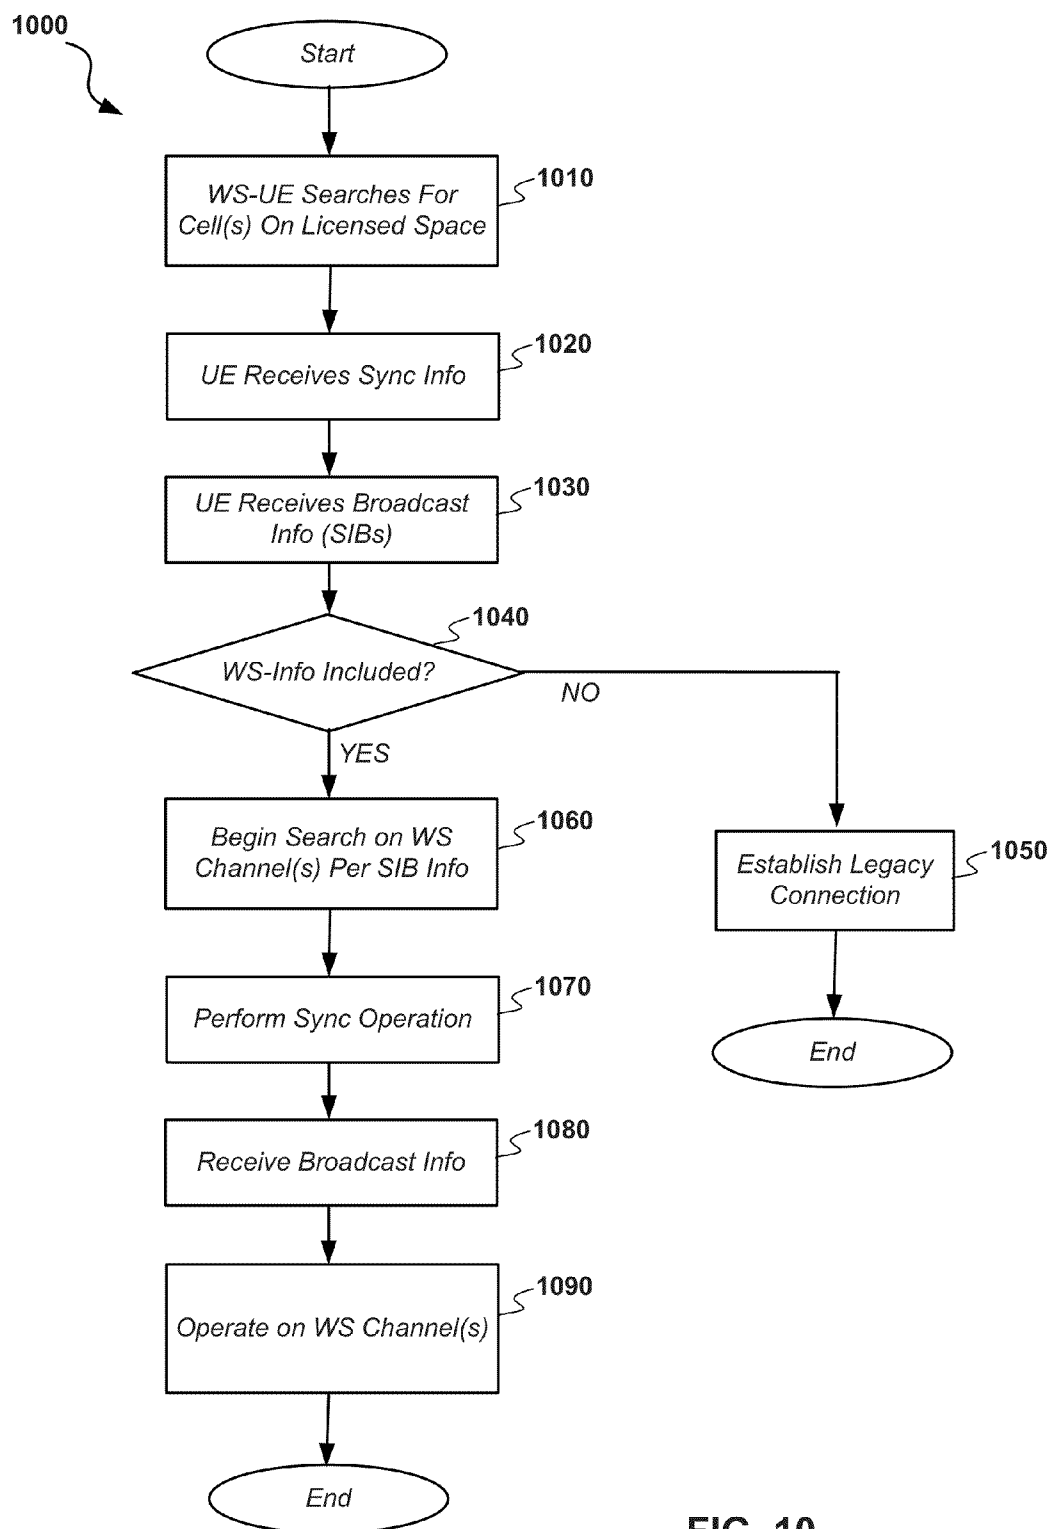 1000
Start
WS-UE Searches For
Cell(s) On Licensed Space
1010
UE Receives Sync Info
1020
UE Receives Broadcast
Info (SIBs)
1030
WS-Info Included?
1040
NO
YES
Begin Search on WS
Channel(s) Per SIB Info
1060
Establish Legacy
Connection
1050
Perform Sync Operation
1070
End
Receive Broadcast Info
1080
Operate on WS Channel(s)
1090
End
FIG. 10